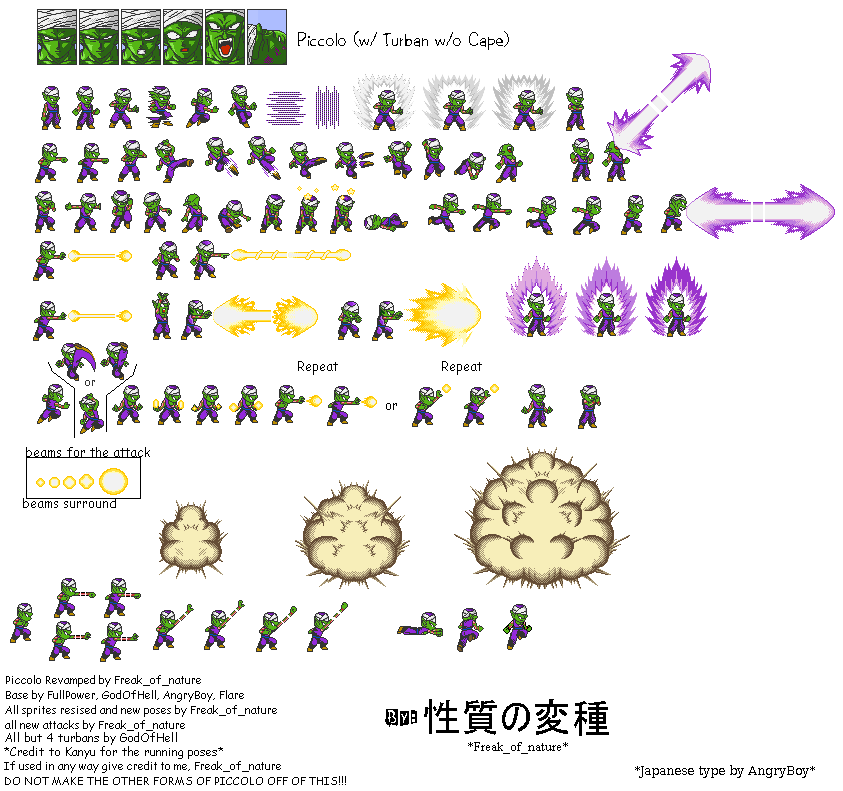 Piccolo (w/ Turban w/o Cape)
Repeat
Repeat
or
or
beams for the attack
beams surround
Piccolo Revamped by Freak_of_nature
Base by FullPower, GodOfHell, AngryBoy, Flare
All sprites resised and new poses by Freak_of_nature
all new attacks by Freak_of_nature
All but 4 turbans by GodOfHell
*Credit to Kanyu for the running poses*
If used in any way give credit to me, Freak_of_nature
DO NOT MAKE THE OTHER FORMS OF PICCOLO OFF OF THIS!!!
By: 性質の変種
*Freak_of_nature*
*Japanese type by AngryBoy*